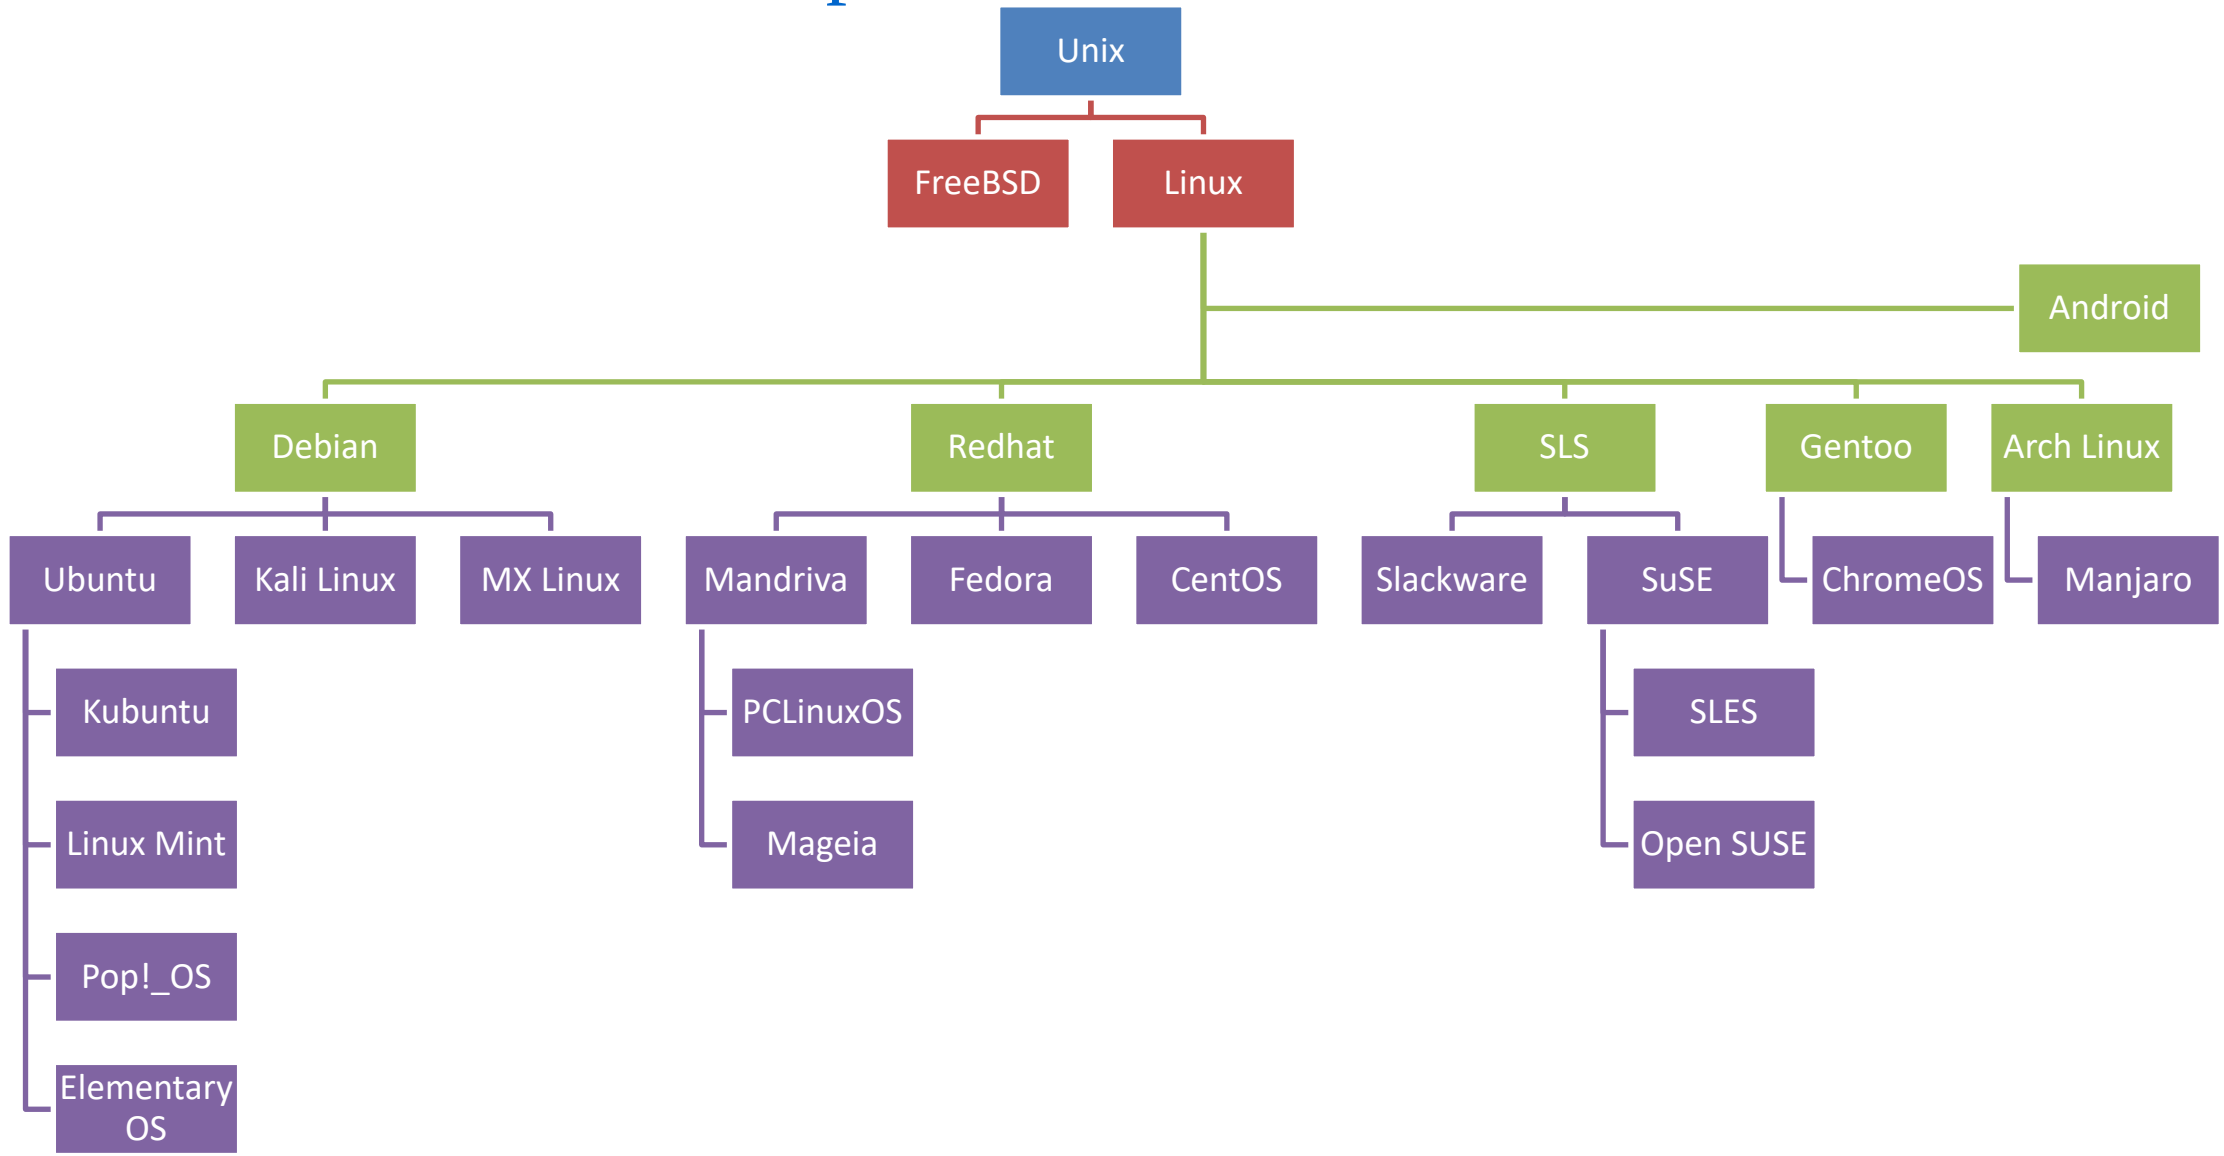 Unix
FreeBSD
Linux
Android
Debian
Redhat
SLS
Gentoo
Arch Linux
Ubuntu
Kali Linux
MX Linux
Mandriva
Fedora
CentOS
Slackware
SuSE
ChromeOS
Manjaro
Kubuntu
PCLinuxOS
SLES
Linux Mint
Mageia
Open SUSE
Pop!_OS
Elementary
OS